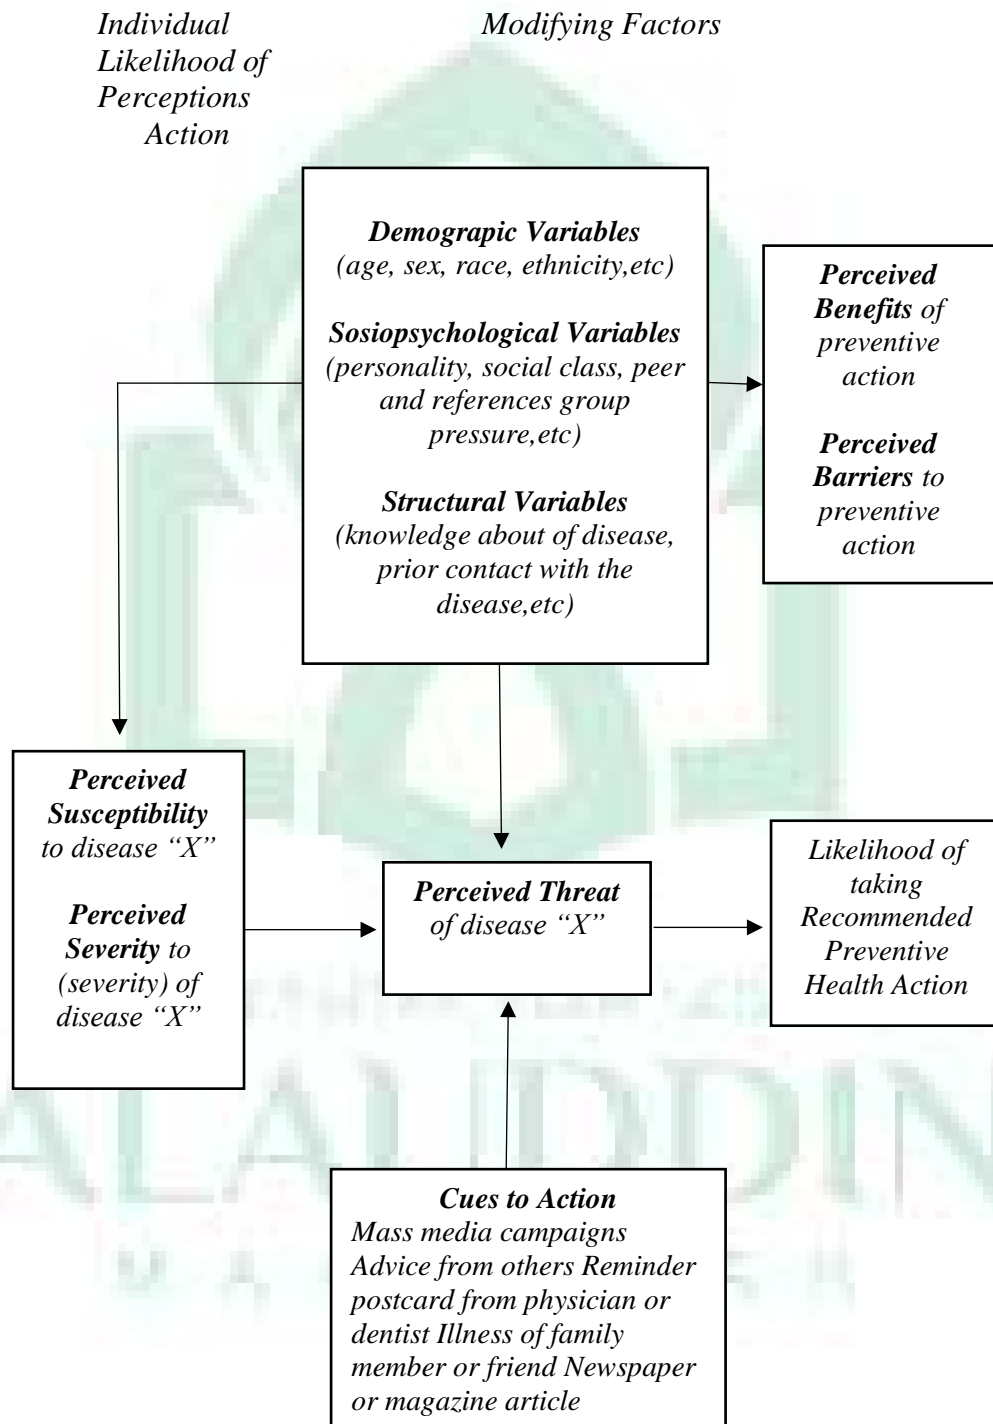 Individual
Likelihood of
Perceptions
Action
Modifying Factors
Demograpic Variables
(age, sex, race, ethnicity,etc)
Sosiopsychological Variables
(personality, social class, peer
and references group
pressure,etc)
Structural Variables
(knowledge about of disease,
prior contact with the
disease,etc)
Perceived
Benefits of
preventive
action
Perceived
Barriers to
preventive
action
Perceived
Susceptibility
to disease “X”
Perceived
Severity to
(severity) of
disease “X”
Perceived Threat
of disease “X”
Likelihood of
taking
Recommended
Preventive
Health Action
Cues to Action
Mass media campaigns
Advice from others Reminder
postcard from physician or
dentist Illness of family
member or friend Newspaper
or magazine article
ALAUDDIN